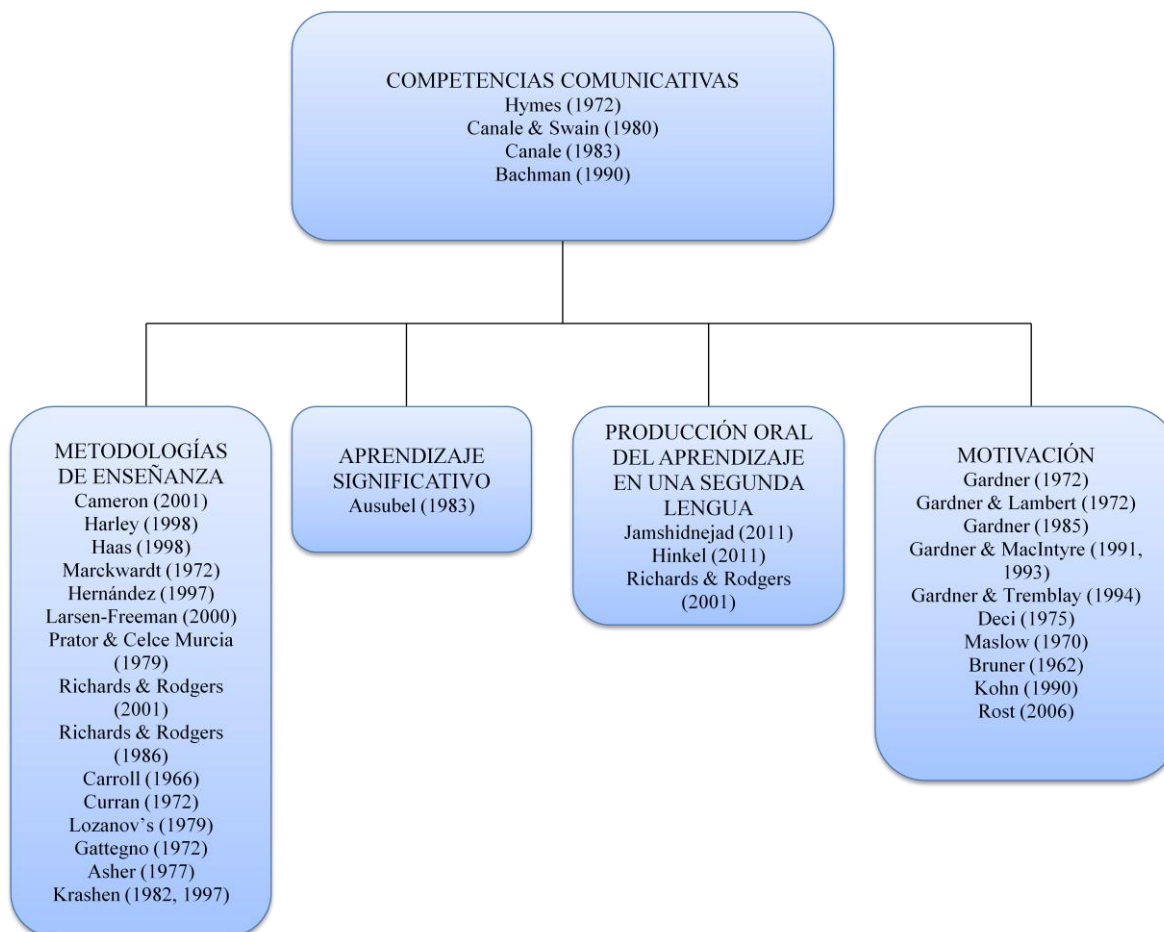 COMPETENCIAS COMUNICATIVAS
Hymes (1972)
Canale & Swain (1980)
Canale (1983)
Bachman (1990)
METODOLOGÍAS
DE ENSEÑANZA
Cameron (2001)
Harley (1998)
Haas (1998)
Marckwardt (1972)
Hernández (1997)
Larsen-Freeman (2000)
Prator & Celce Murcia
(1979)
Richards & Rodgers
(2001)
Richards & Rodgers
(1986)
Carroll (1966)
Curran (1972)
Lozanov’s (1979)
Gattegno (1972)
Asher (1977)
Krashen (1982, 1997)
APRENDIZAJE
SIGNIFICATIVO
Ausubel (1983)
PRODUCCIÓN ORAL
DEL APRENDIZAJE
EN UNA SEGUNDA
LENGUA
Jamshidnejad (2011)
Hinkel (2011)
Richards & Rodgers
(2001)
MOTIVACIÓN
Gardner (1972)
Gardner & Lambert (1972)
Gardner (1985)
Gardner & MacIntyre (1991,
1993)
Gardner & Tremblay (1994)
Deci (1975)
Maslow (1970)
Bruner (1962)
Kohn (1990)
Rost (2006)